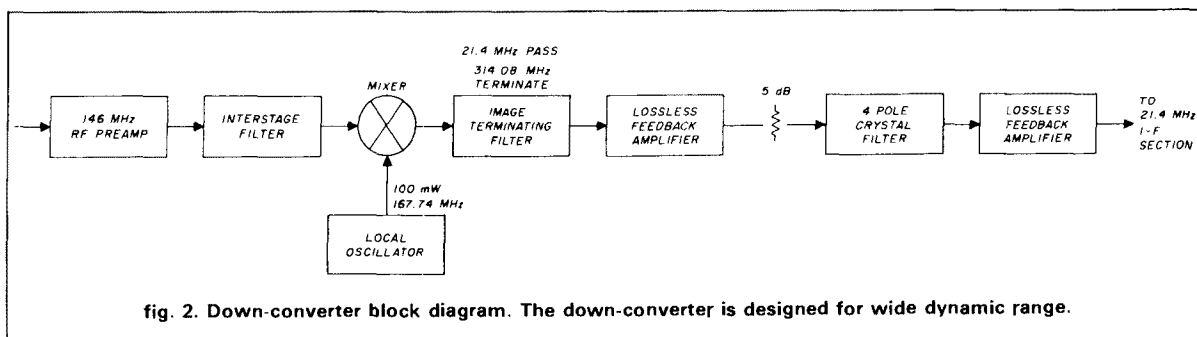 146 MHz
RF PREAMP
INTERSTAGE
FILTER
MIXER
100 mW
167.74 MHz
LOCAL
OSCILLATOR
21.4 MHz PASS
314 08 MHz
TERMINATE
IMAGE
TERMINATING
FILTER
LOSSLESS
FEEDBACK
AMPLIFIER
5 dB
4 POLE
CRYSTAL
FILTER
LOSSLESS
FEEDBACK
AMPLIFIER
TO
21.4 MHz
I-F
SECTION
fig. 2. Down-converter block diagram. The down-converter is designed for wide dynamic range.